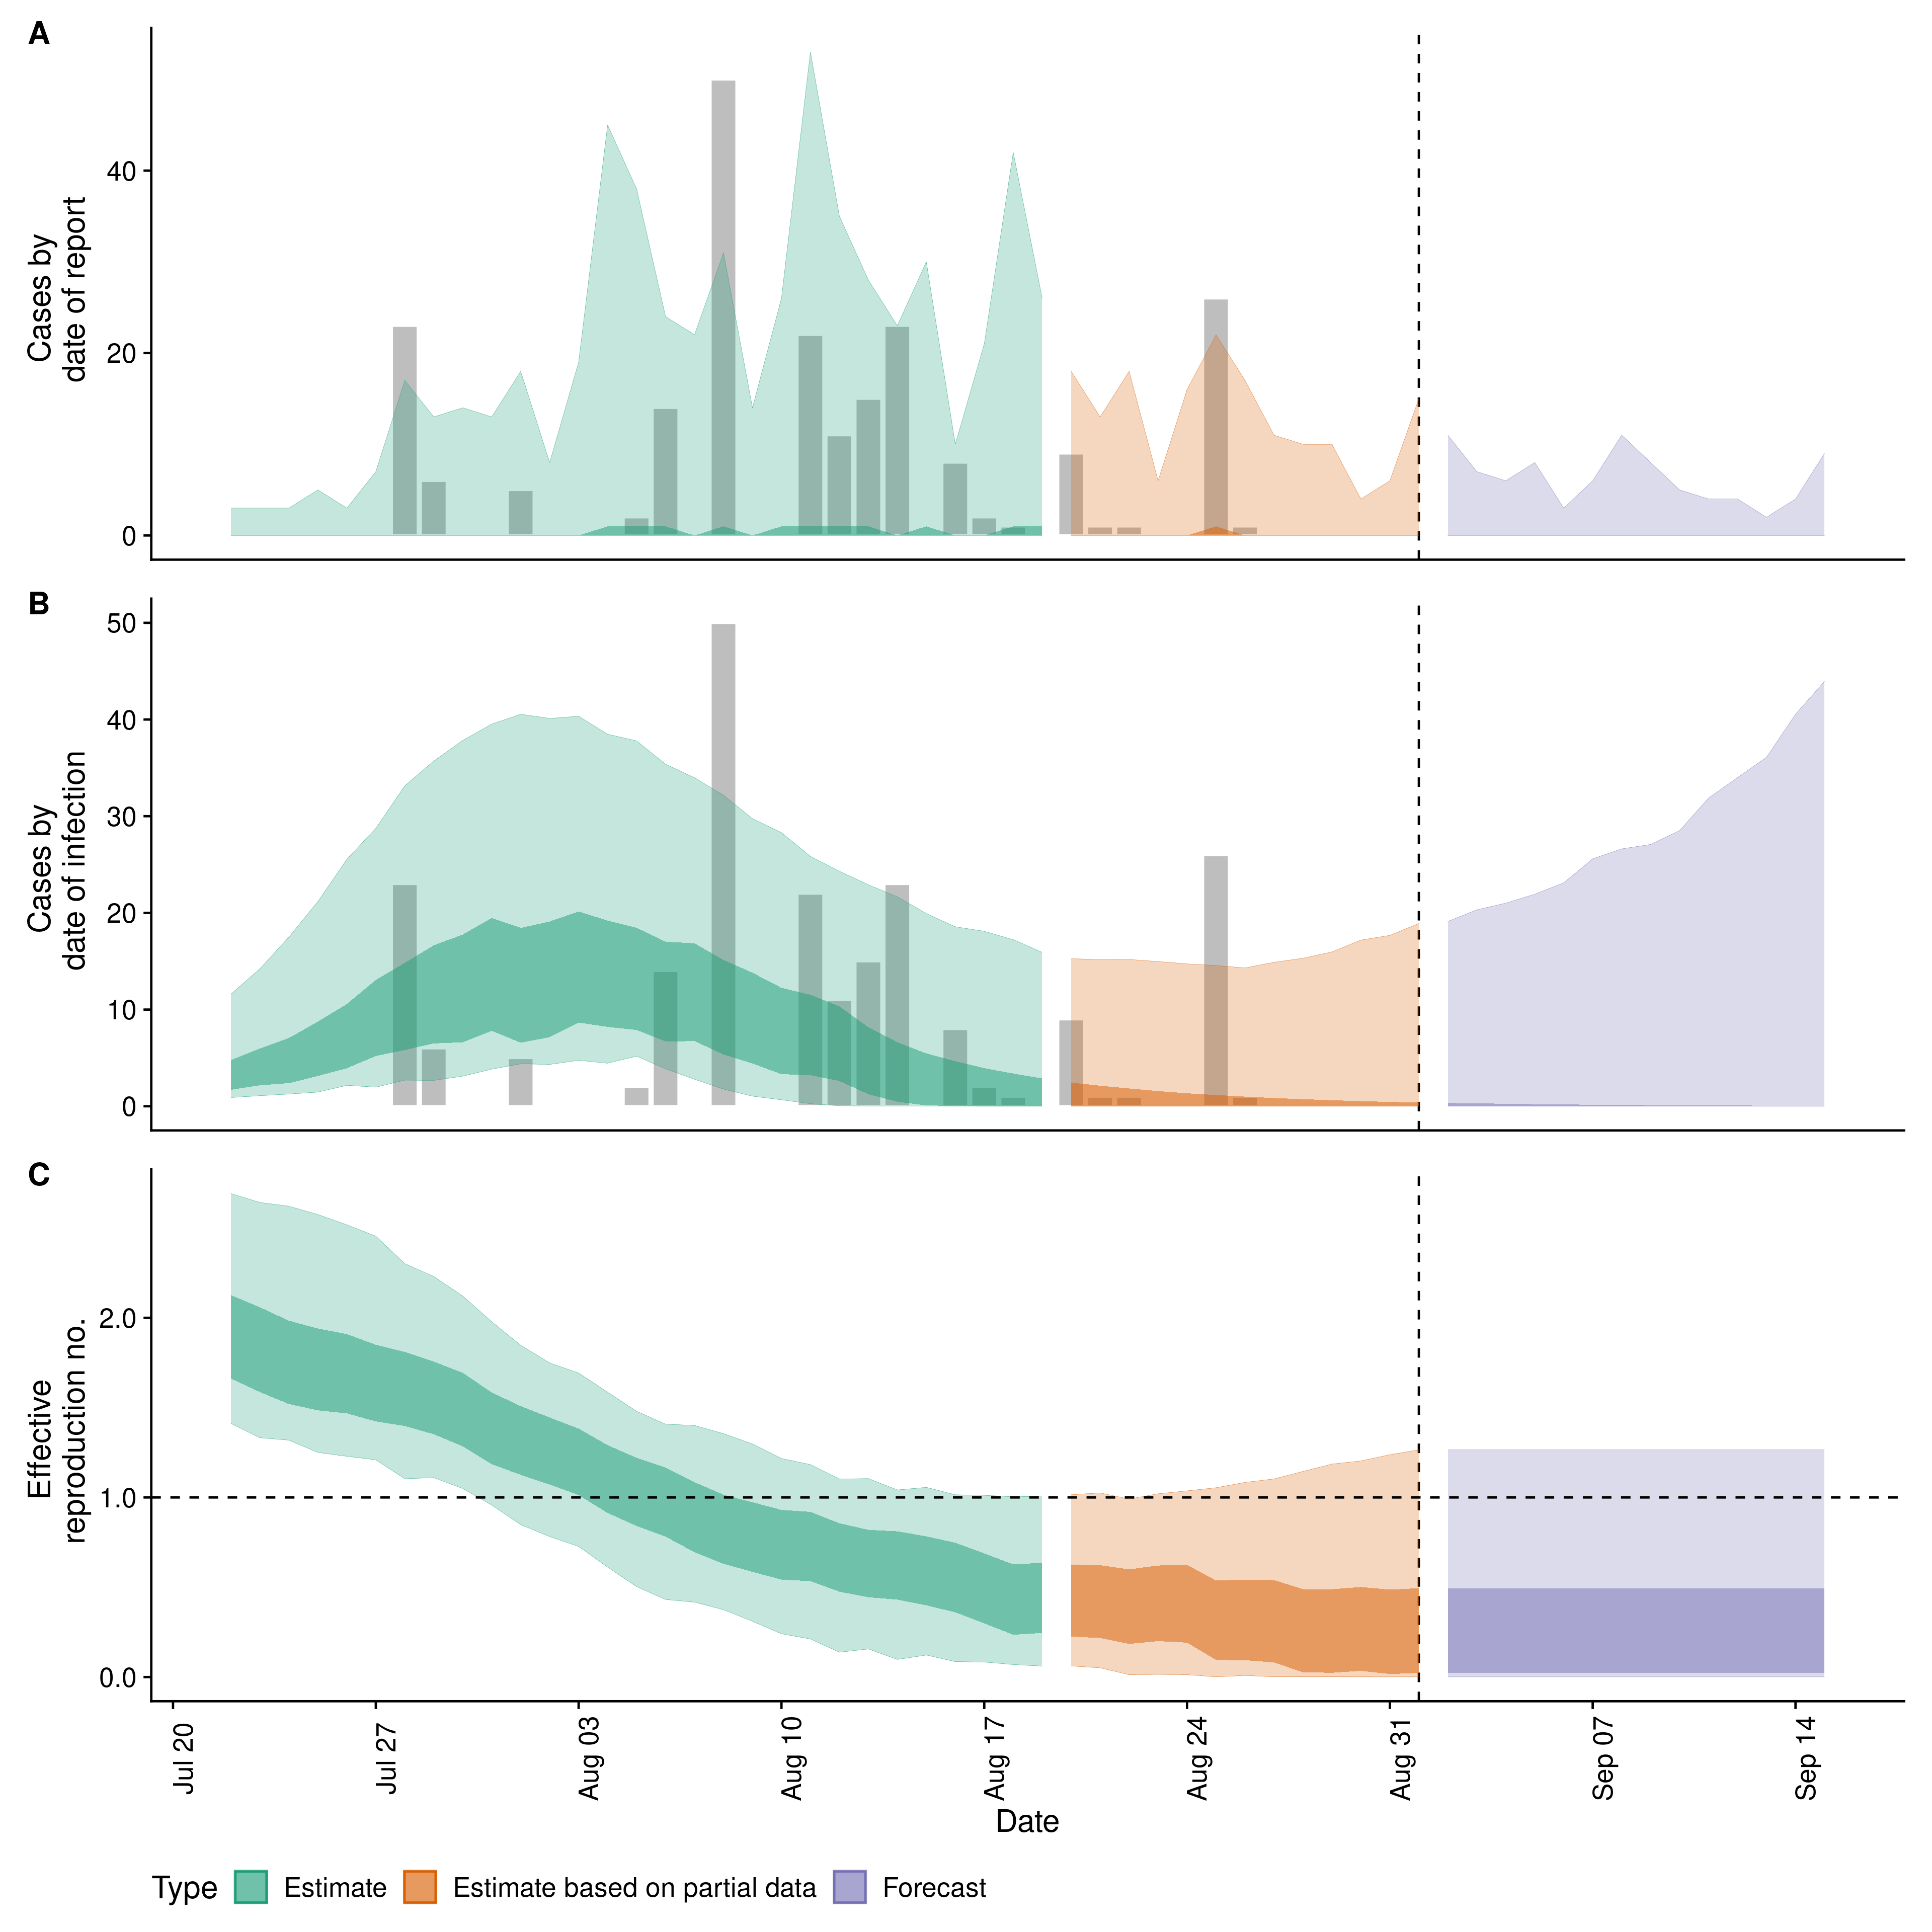 A
Cases by
date of report
40
20
0
B
Cases by
date of infection
50
40
30
20
10
0
C
Effective
reproduction no.
2.0
1.0
0.0
Jul 20
Jul 27
Aug 03
Aug 10
Aug 17
Aug 24
Aug 31
Sep 07
Sep 14
Date
Type Estimate Estimate based on partial data Forecast